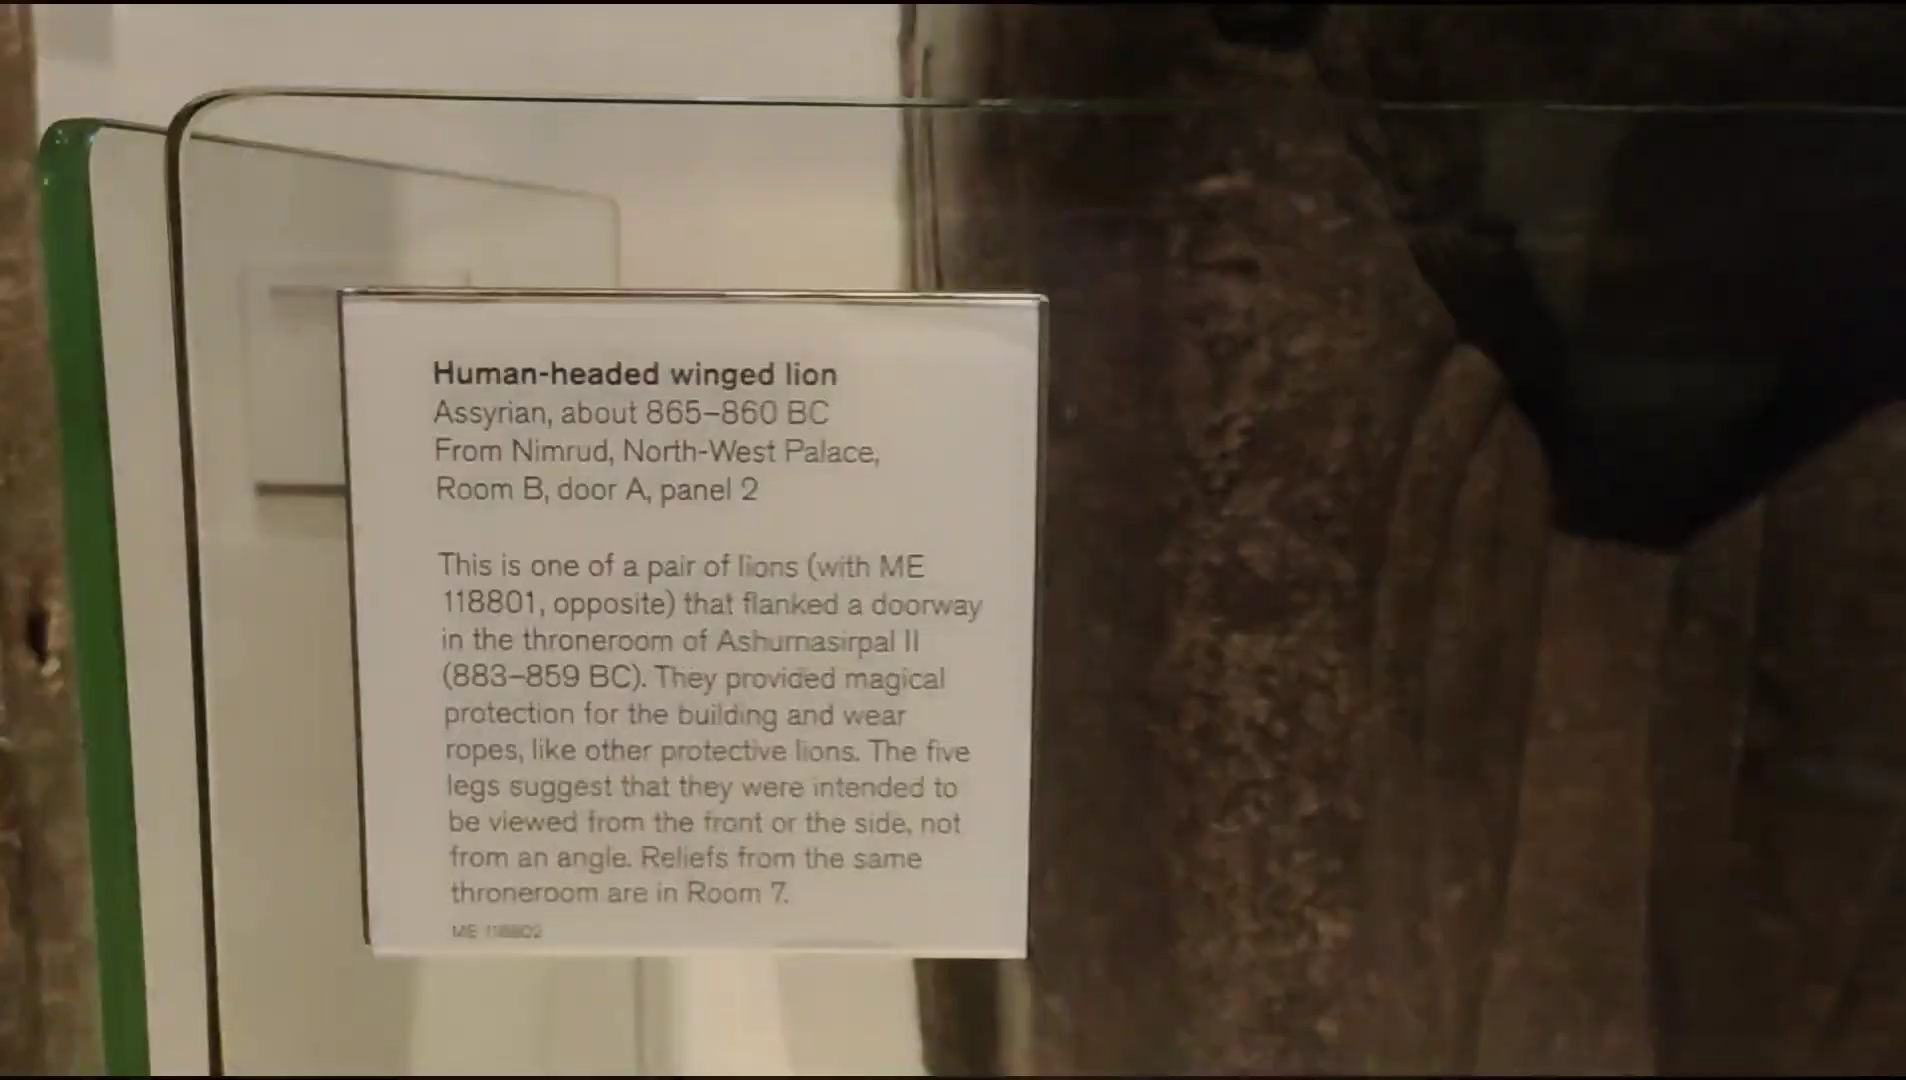 Human-headed winged lion
Assyrian, about 865–860 BC
From Nimrud, North-West Palace,
Room B, door A, panel 2
This is one of a pair of lions (with ME
118801, opposite) that flanked a doorway
in the throneroom of Ashurnasirpal II
(883–859 BC). They provided magical
protection for the building and wear
ropes, like other protective lions. The five
legs suggest that they were intended to
be viewed from the front or the side, not
from an angle. Reliefs from the same
throneroom are in Room 7.
ME 118802